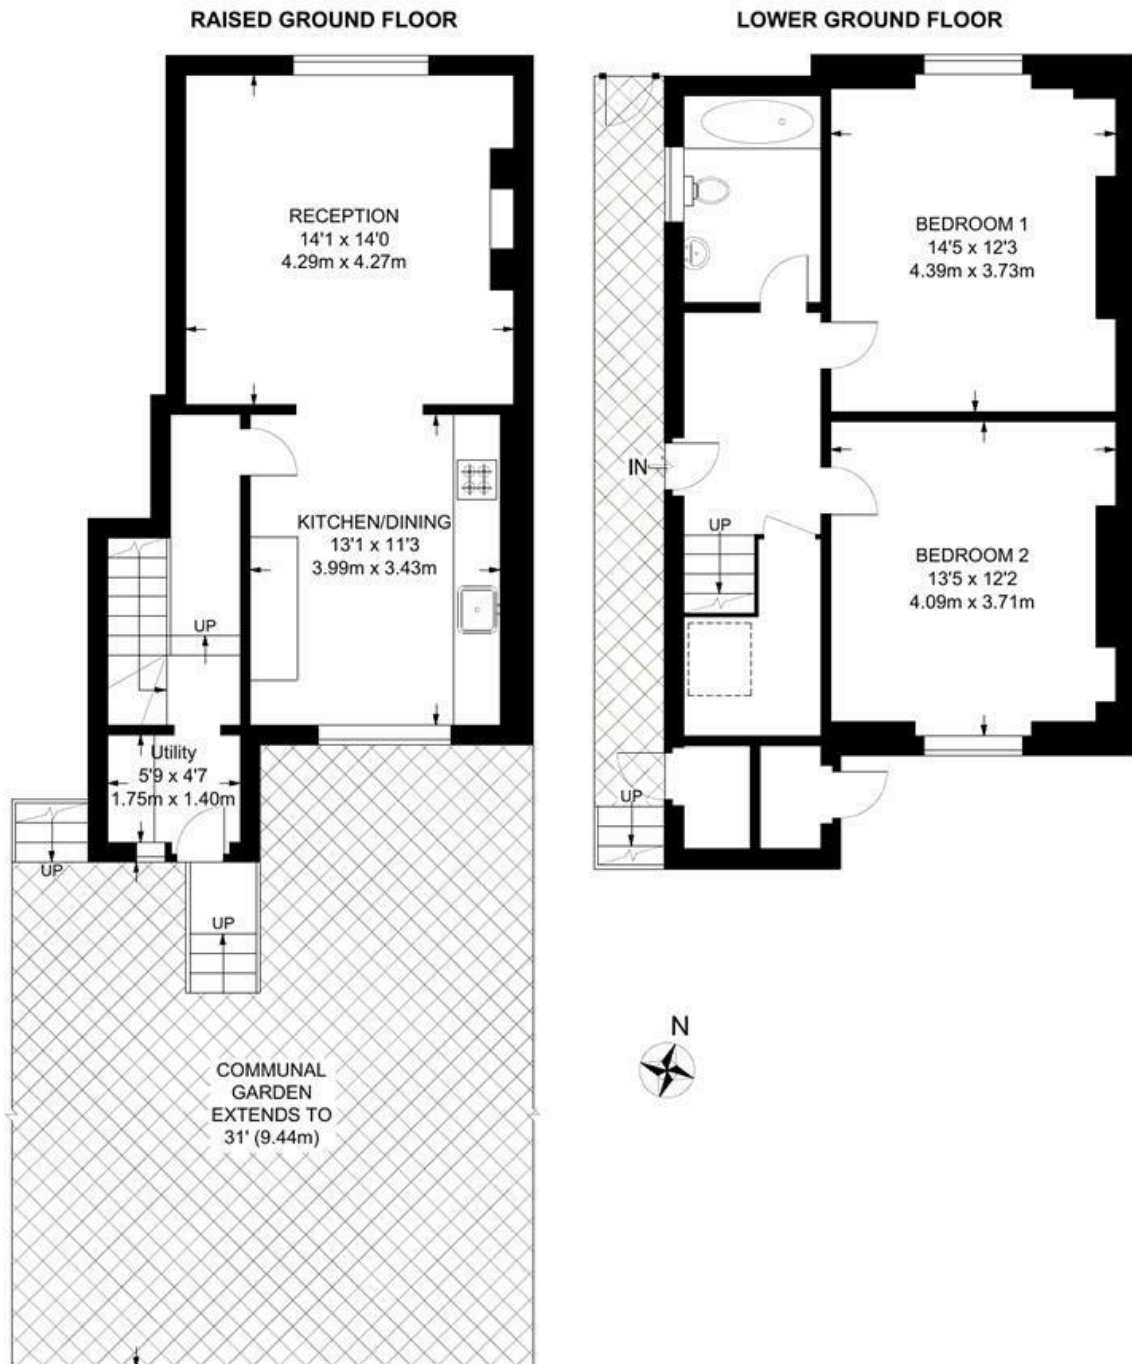 RAISED GROUND FLOOR
RECEPTION
14'1 x 14'0
4.29m x 4.27m
KITCHEN/DINING
13'1 x 11'3
3.99m x 3.43m
UP
Utility
5'9 x 4'7
1.75m x 1.40m
UP
UP
COMMUNAL
GARDEN
EXTENDS TO
31' (9.44m)
LOWER GROUND FLOOR
BEDROOM 1
14'5 x 12'3
4.39m x 3.73m
IN
UP
BEDROOM 2
13'5 x 12'2
4.09m x 3.71m
UP
N